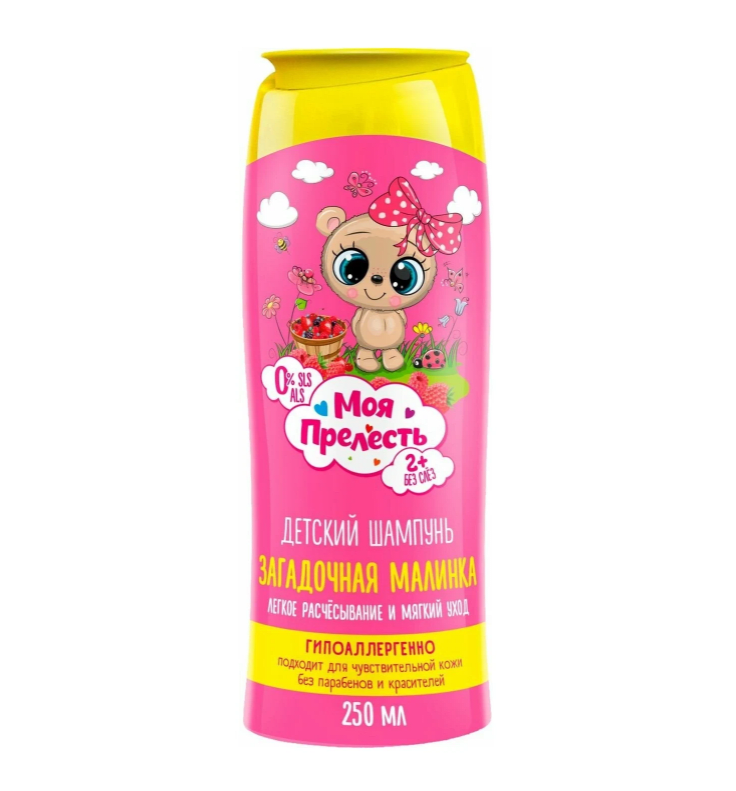 0% SLS
ALS
Моя
Прелесть
2+
БЕЗ СЛЁЗ
ДЕТСКИЙ ШАМПУНЬ
ЗАГАДОЧНАЯ МАЛИНКА
ЛЕГКОЕ РАСЧЁСЫВАНИЕ И МЯГКИЙ УХОД
ГИПОАЛЛЕРГЕННО
подходит для чувствительной кожи
без парабенов и красителей
250 МЛ